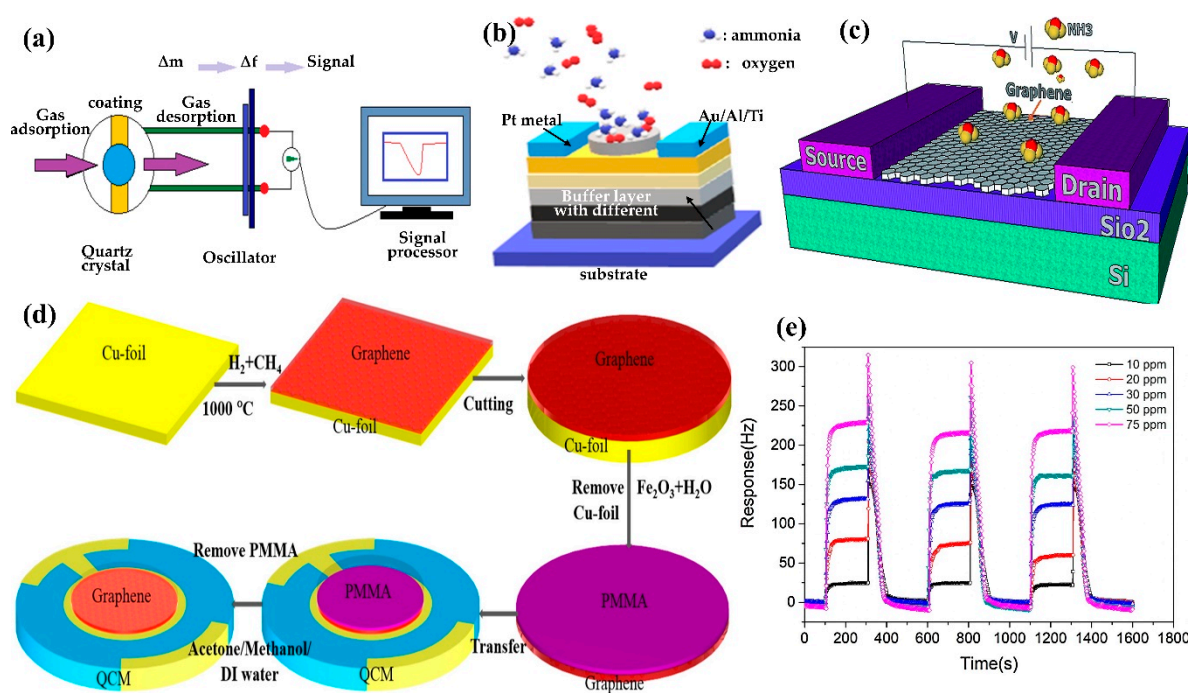 (a)
Δm Δf Signal
coating
Gas adsorption
Gas desorption
Quartz crystal
Oscillator
Signal processor
(b)
: ammonia
: oxygen
Pt metal
Au/Al/Ti
Buffer layer
with different
substrate
(c)
V
NH3
Graphene
Source
Drain
Sio2
Si
(d)
Cu-foil
H₂+CH₄
1000 °C
Graphene
Cu-foil
Cutting
Graphene
Cu-foil
Remove
Cu-foil
Fe₂O₃+H₂O
PMMA
Graphene
Transfer
PMMA
QCM
Remove PMMA
Acetone/Methanol/
DI water
Graphene
QCM
(e)
10 ppm
20 ppm
30 ppm
50 ppm
75 ppm
Response(Hz)
300
250
200
150
100
50
0
0 200 400 600 800 1000 1200 1400 1600 1800
Time(s)